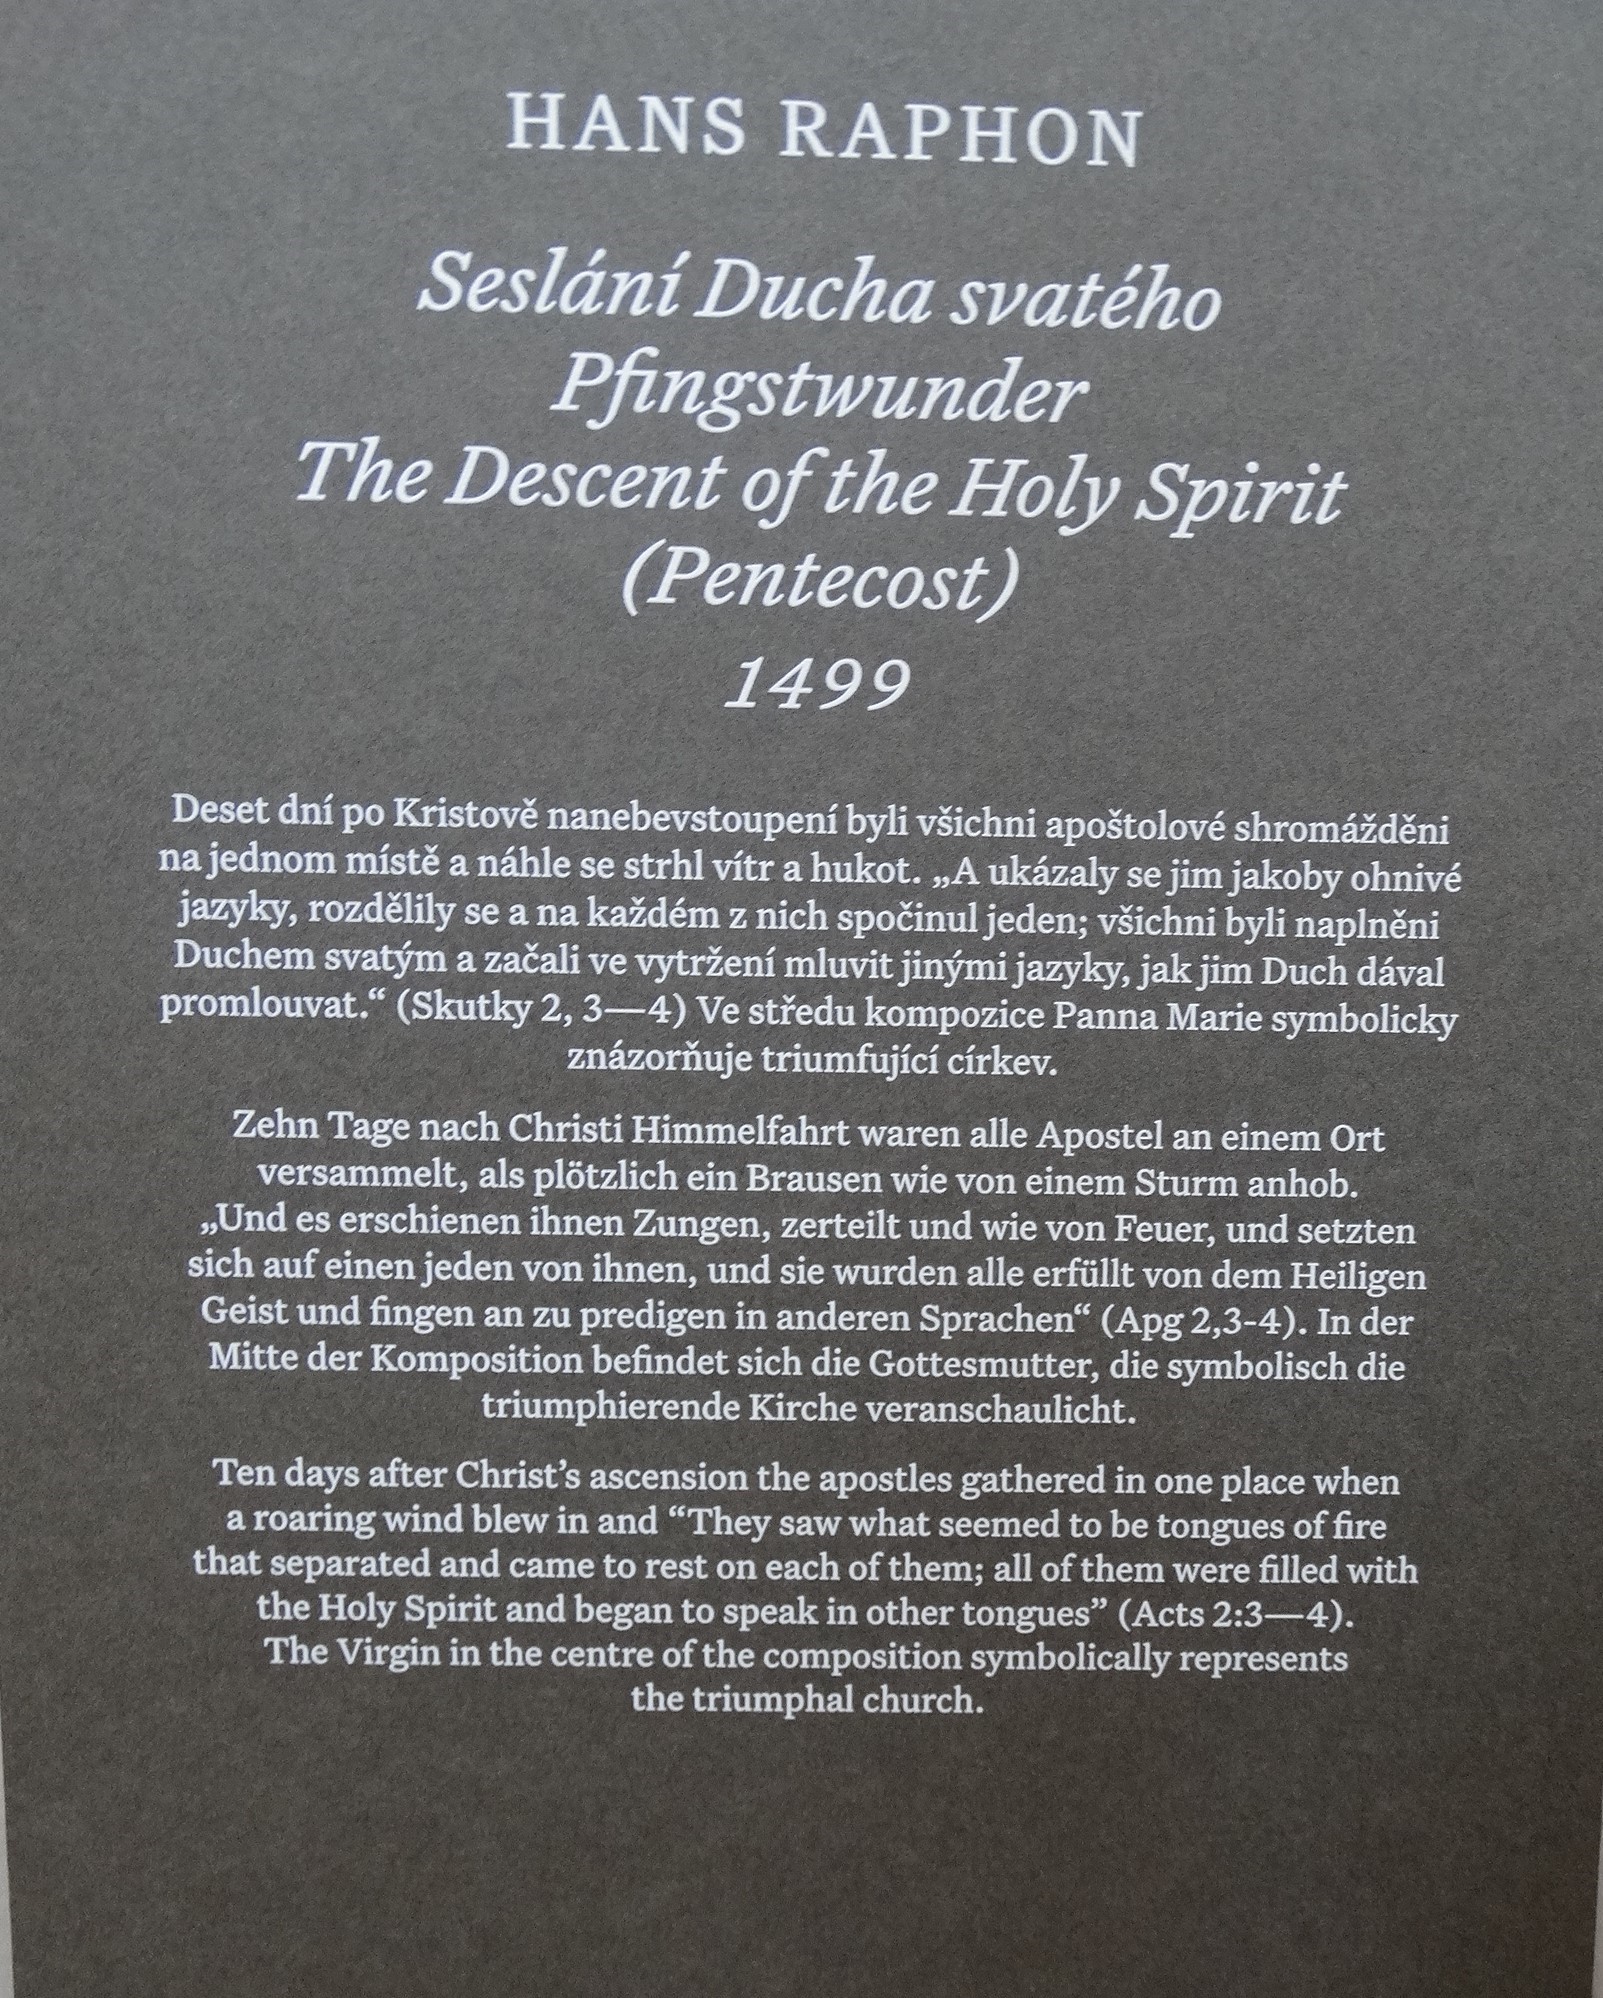 HANS RAPHON
Seslání Ducha svatého
Pfingstwunder
The Descent of the Holy Spirit
(Pentecost)
1499
Deset dní po Kristově nanebevstoupení byli všichni apoštolové shromážděni
na jednom místě a náhle se strhl vítr a hukot. „A ukázaly se jim jakoby ohnivé
jazyky, rozdělily se a na každém z nich spočinul jeden; všichni byli naplněni
Duchem svatým a začali ve vytržení mluvit jinými jazyky, jak jim Duch dával
promlouvat.“ (Skutky 2, 3—4) Ve středu kompozice Panna Marie symbolicky
znázorňuje triumfující církev.
Zehn Tage nach Christi Himmelfahrt waren alle Apostel an einem Ort
versammelt, als plötzlich ein Brausen wie von einem Sturm anhob.
„Und es erschienen ihnen Zungen, zerteilt und wie von Feuer, und setzten
sich auf einen jeden von ihnen, und sie wurden alle erfüllt von dem Heiligen
Geist und fingen an zu predigen in anderen Sprachen“ (Apg 2,3-4). In der
Mitte der Komposition befindet sich die Gottesmutter, die symbolisch die
triumphierende Kirche veranschaulicht.
Ten days after Christ’s ascension the apostles gathered in one place when
a roaring wind blew in and “They saw what seemed to be tongues of fire
that separated and came to rest on each of them; all of them were filled with
the Holy Spirit and began to speak in other tongues” (Acts 2:3—4).
The Virgin in the centre of the composition symbolically represents
the triumphal church.